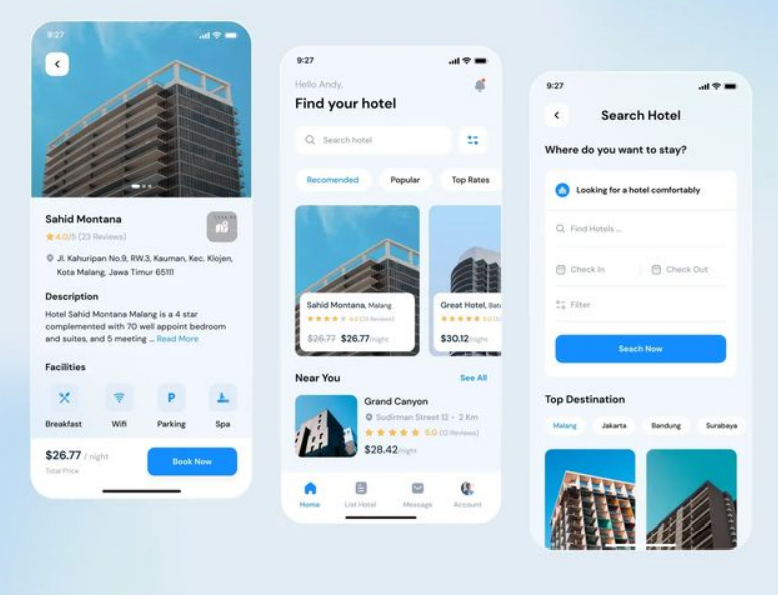 9:27
Sahid Montana
4.0/5 (23 Reviews)
Jl. Kahuripan No.9, RW.3, Kauman, Kec. Klojen,
Kota Malang, Jawa Timur 65111
Description
Hotel Sahid Montana Malang is a 4 star
complemented with 70 well appoint bedroom
and suites, and 5 meeting ... Read More
Facilities
Breakfast
Wifi
P
Parking
Spa
$26.77 / night
Total Price
Book Now
9:27
Hello Andy,
Find your hotel
Search hotel
Recomended
Popular
Top Rates
Sahid Montana, Malang
(23 Reviews)
$26.77 $26.77/night
Great Hotel,
$30.12/night
Near You
See All
Grand Canyon
Sudirman Street 12 • 2 Km
5.0 (12 Reviews)
$28.42/night
Home
List Hotel
Message
Account
9:27
Search Hotel
Where do you want to stay?
Looking for a hotel comfortably
Find Hotels ...
Check In
Check Out
Filter
Seach Now
Top Destination
Malang
Jakarta
Bandung
Surabaya